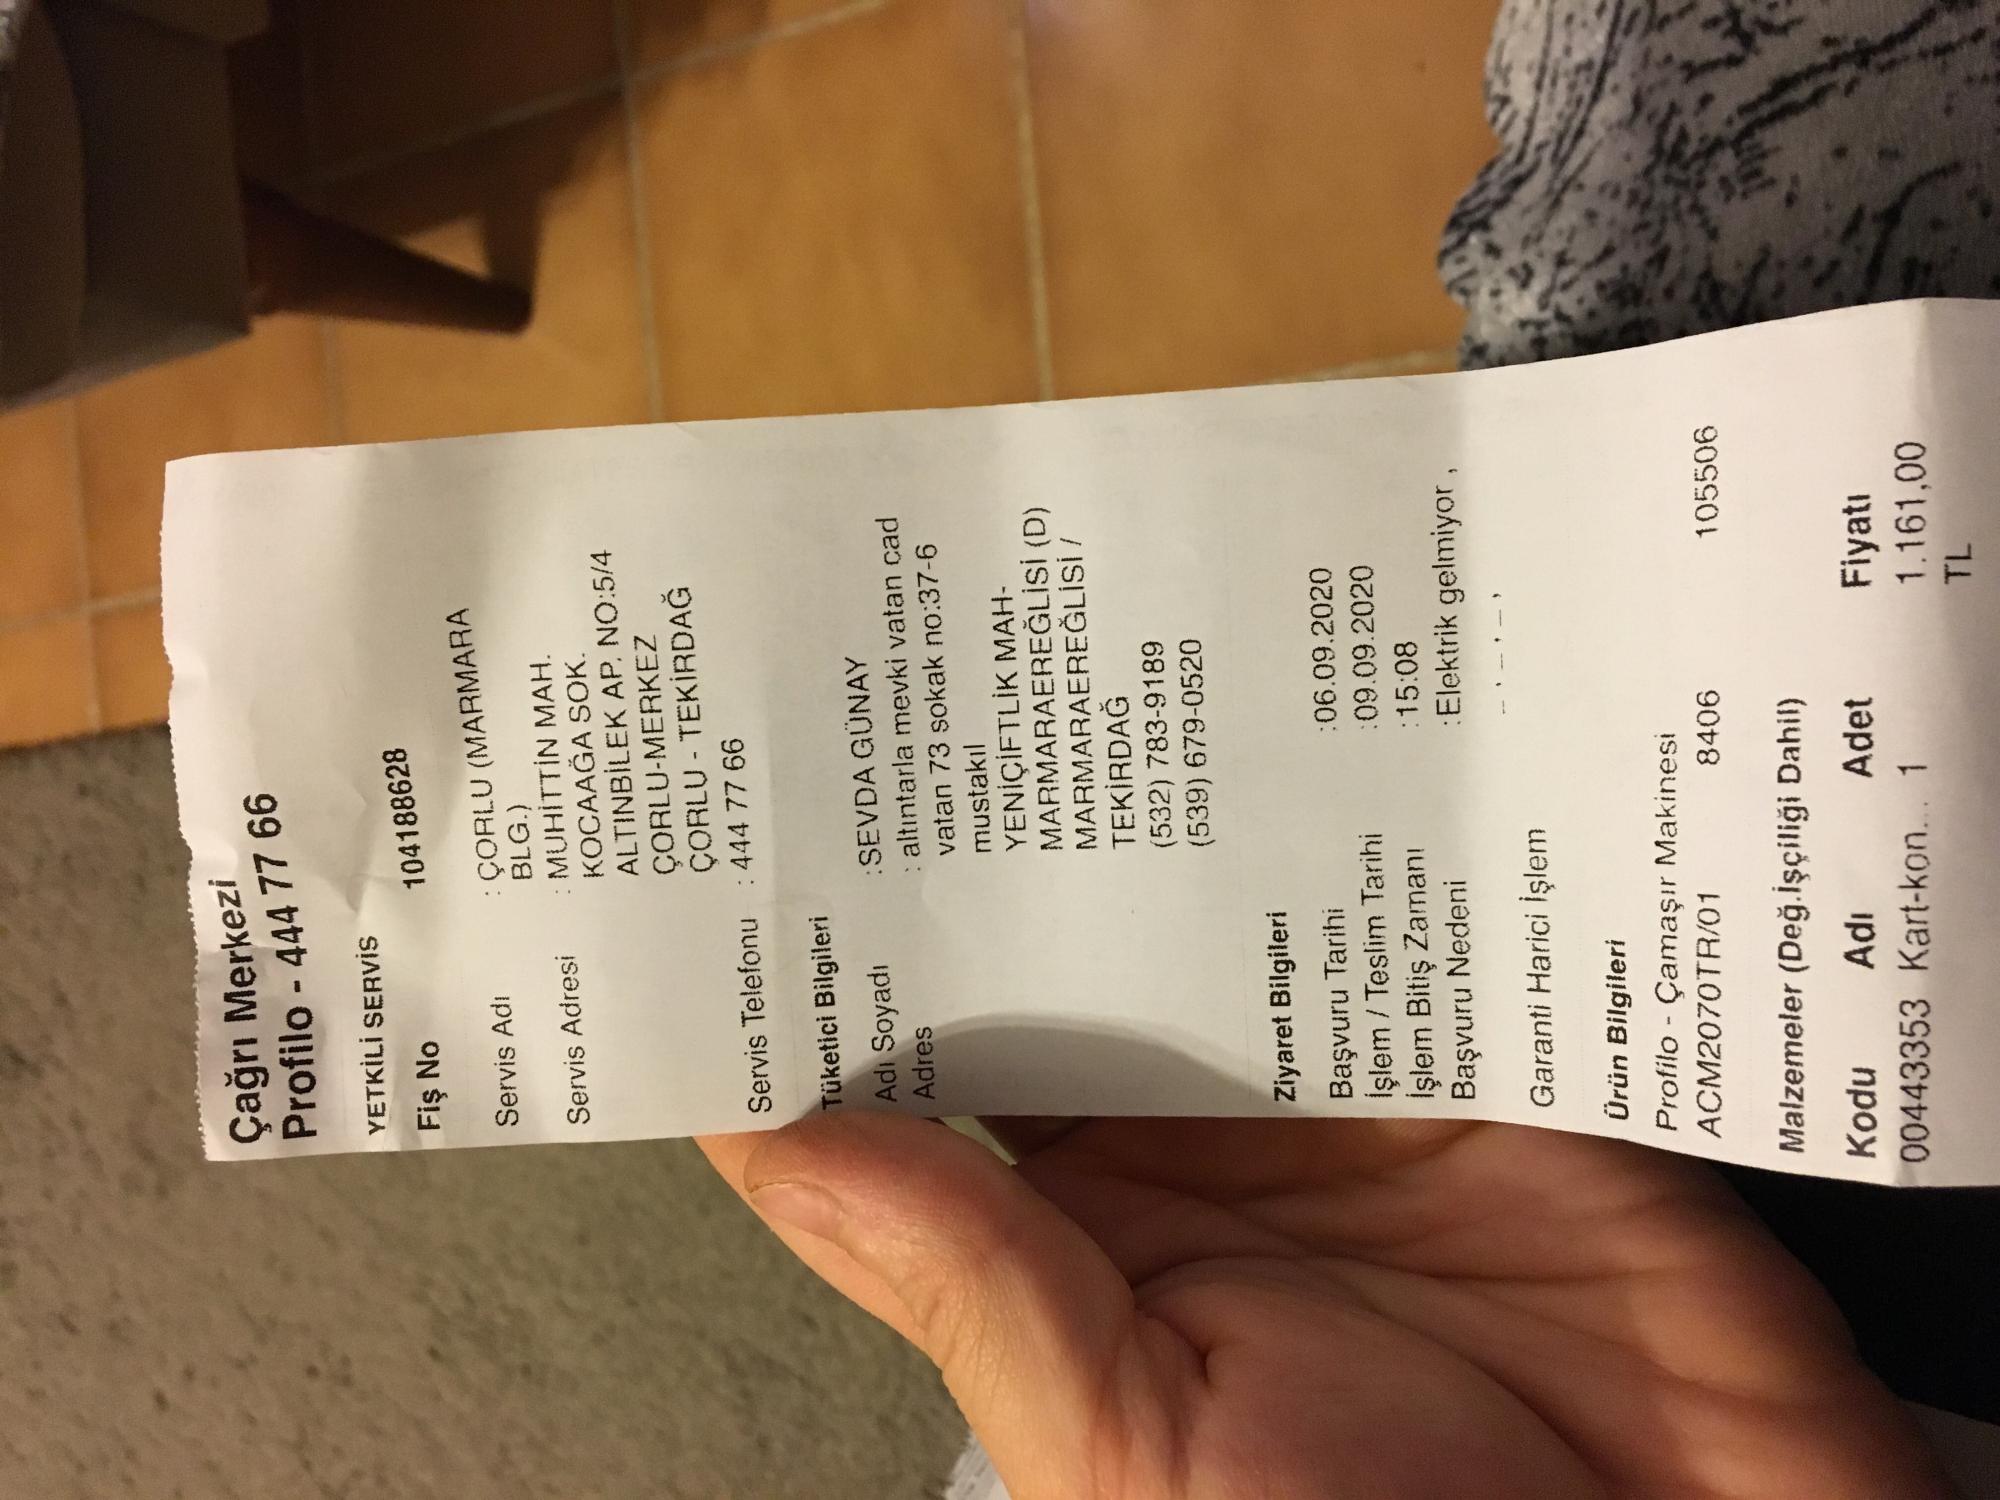 Çağrı Merkezi
Profilo - 444 77 66
YETKİLİ SERVİS
Fiş No 104188628
Servis Adı : ÇORLU (MARMARA
BLG.)
Servis Adresi : MUHİTTİN MAH.
KOCAAĞA SOK.
ALTINBİLEK AP. NO:5/4
ÇORLU-MERKEZ
ÇORLU - TEKİRDAĞ
Servis Telefonu : 444 77 66
Tüketici Bilgileri
Adı Soyadı :SEVDA GÜNAY
Adres : altıntarla mevki vatan cad
vatan 73 sokak no:37-6
mustakıl
YENİÇİFTLİK MAH-
MARMARAEREĞLİSİ (D)
MARMARAEREĞLİSİ /
TEKİRDAĞ
(532) 783-9189
(539) 679-0520
Ziyaret Bilgileri
Başvuru Tarihi :06.09.2020
İşlem / Teslim Tarihi :09.09.2020
İşlem Bitiş Zamanı :15:08
Başvuru Nedeni :Elektrik gelmiyor ,
_ , _ , _ ,
Garanti Harici İşlem
Ürün Bilgileri
Profilo - Çamaşır Makinesi
ACM2070TR/01 8406 105506
Malzemeler (Değ.İşçiliği Dahil)
Kodu Adı Adet Fiyatı
00443353 Kart-kon... 1 1.161,00
TL